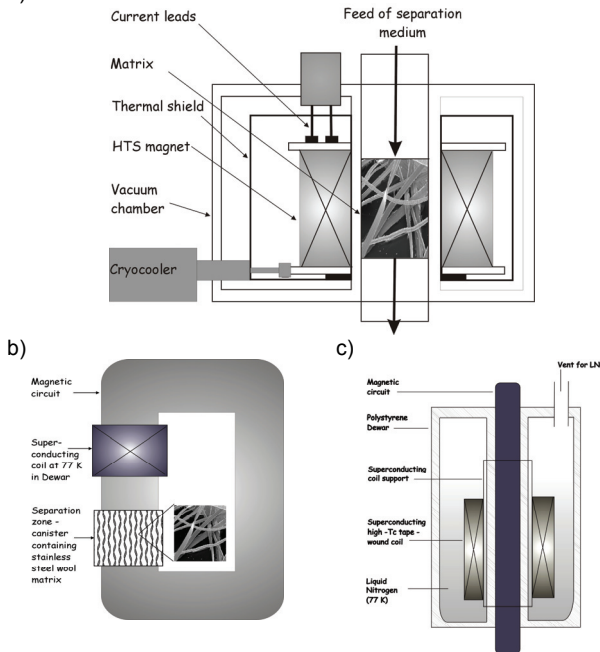 Current leads
Feed of separation
medium
Matrix
Thermal shield
HTS magnet
Vacuum
chamber
Cryocooler
b)
Magnetic
circuit
Super-
conducting
coil at 77 K
in Dewar
Separation
zone –
canister
containing
stainless
steel wool
matrix
c)
Vent for LN
Magnetic
circuit
Polystyrene
Dewar
Superconducting
coil support
Superconducting
high -Tc tape -
wound coil
Liquid
Nitrogen
(77 K)